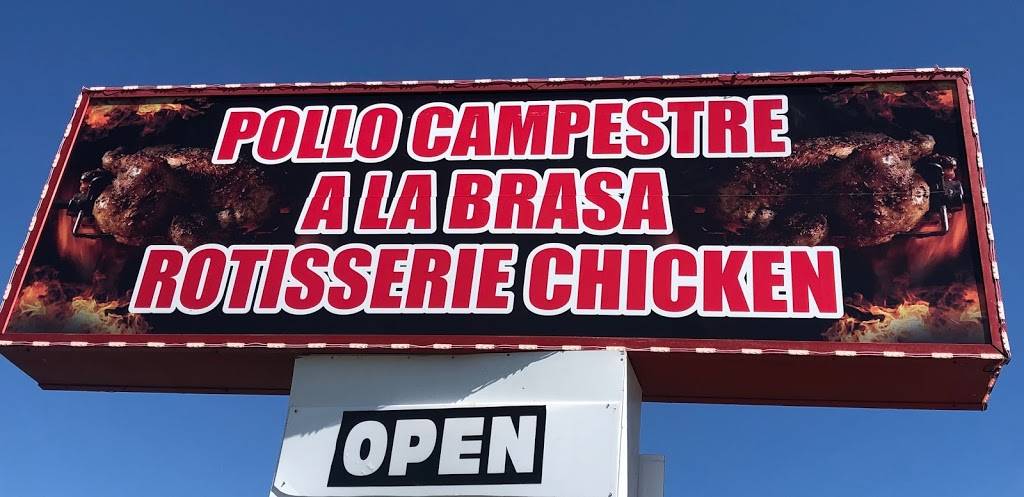 POLLO CAMPESTRE
A LA BRASA
ROTISSERIE CHICKEN
OPEN